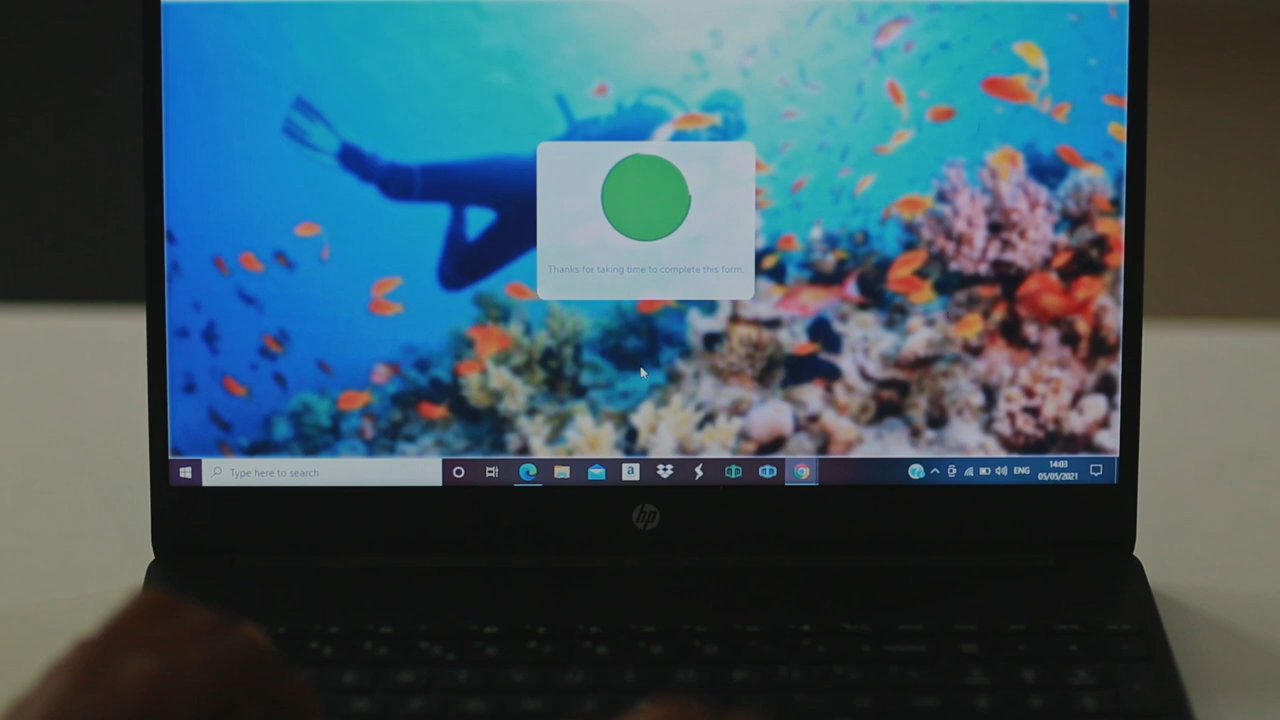 Thanks for taking time to complete this form.
Type here to search
a
ENG
14:03
05/05/2021
hp